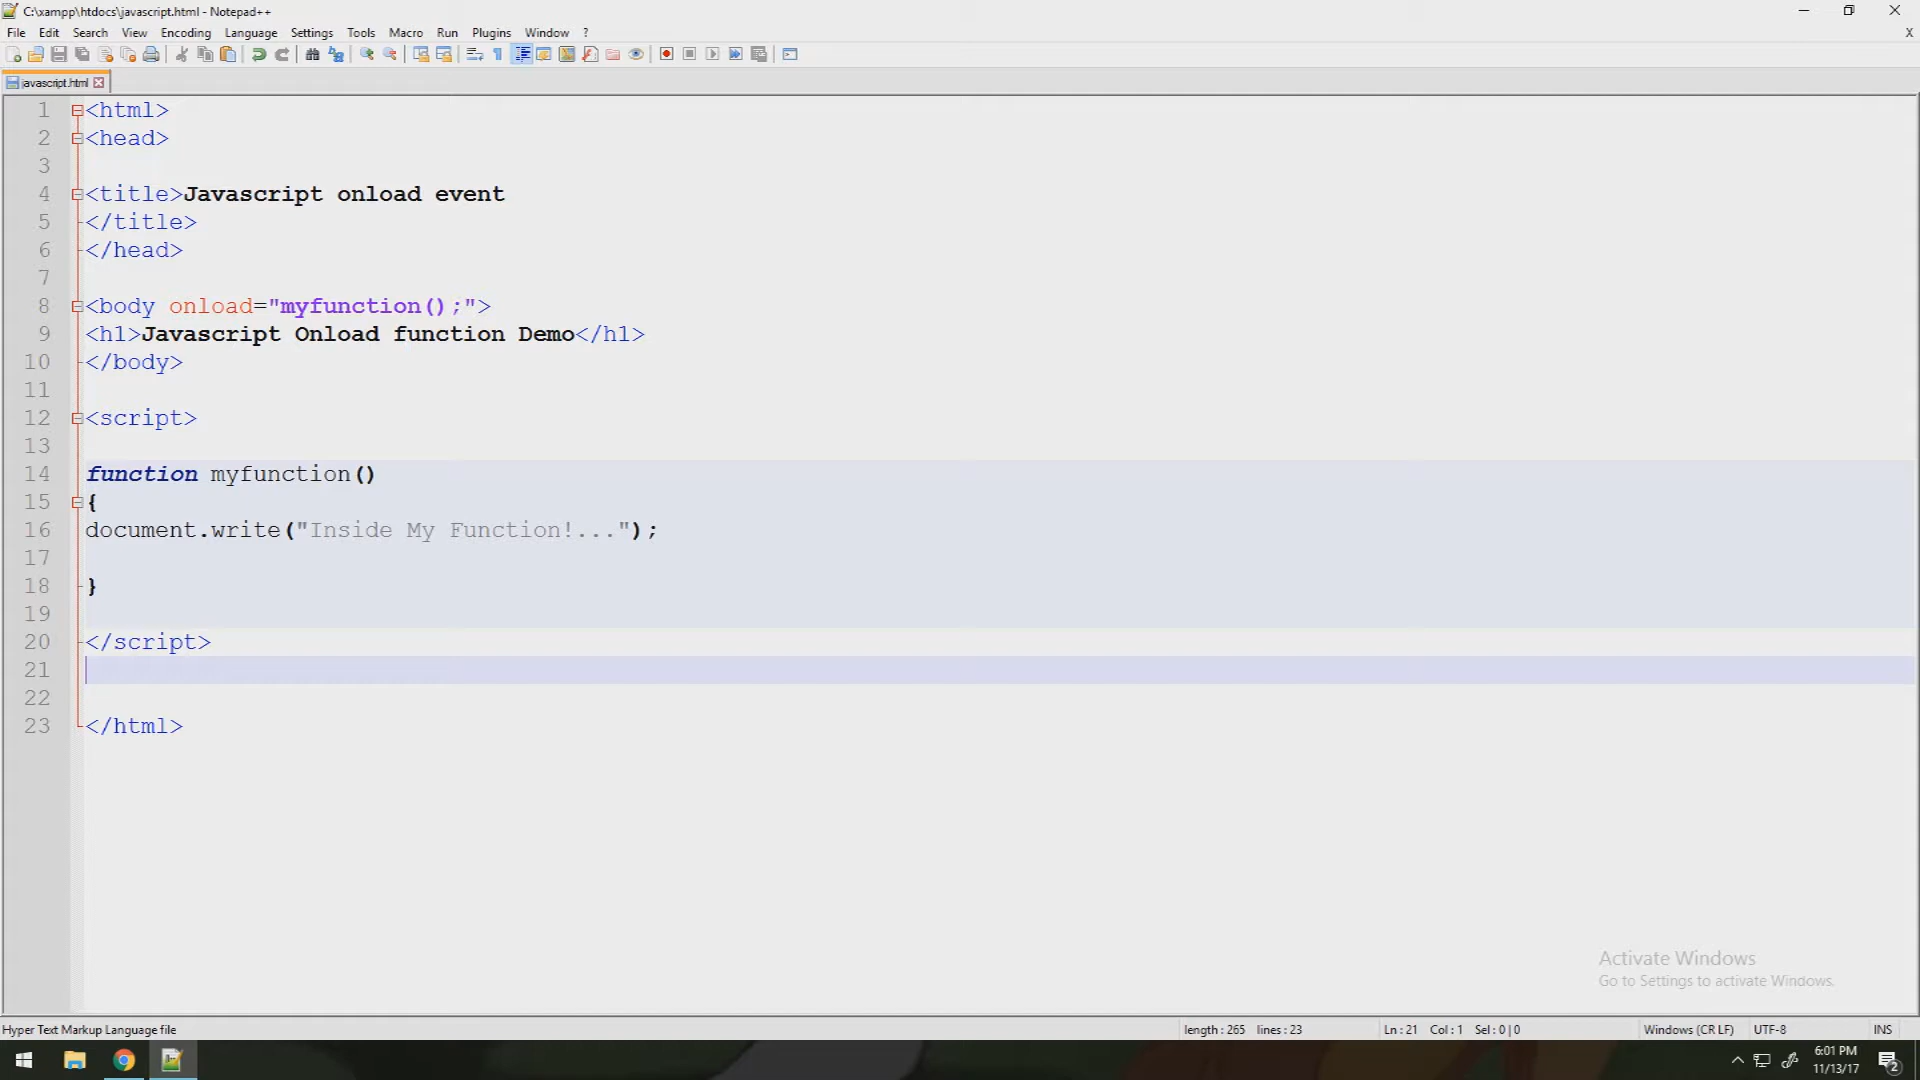 C:\xampp\htdocs\javascript.html - Notepad++
File Edit Search View Encoding Language Settings Tools Macro Run Plugins Window ? X
javascript.html
1 <html>
2 <head>
3
4 <title>Javascript onload event
5 </title>
6 </head>
7
8 <body onload="myfunction();">
9 <h1>Javascript Onload function Demo</h1>
10 </body>
11
12 <script>
13
14 function myfunction()
15 {
16 document.write("Inside My Function!...");
17
18 }
19
20 </script>
21
22
23 </html>
Activate Windows
Go to Settings to activate Windows.
Hyper Text Markup Language file length : 265 lines : 23 Ln : 21 Col : 1 Sel : 0 | 0 Windows (CR LF) UTF-8 INS
6:01 PM
11/13/17
2